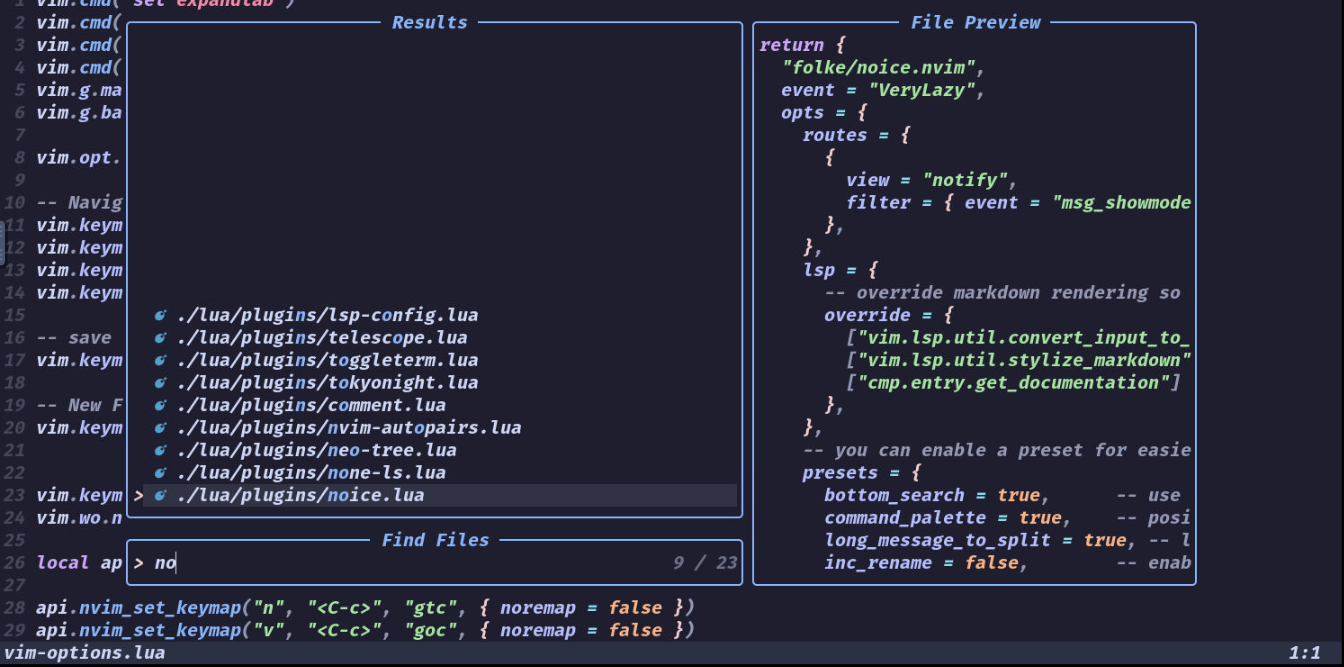 1 vim.cmd("set expandtab")
2 vim.cmd(
3 vim.cmd(
4 vim.cmd(
5 vim.g.ma
6 vim.g.ba
7
8 vim.opt.
9
10 -- Navig
11 vim.keym
12 vim.keym
13 vim.keym
14 vim.keym
15
16 -- save
17 vim.keym
18
19 -- New F
20 vim.keym
21
22
23 vim.keym
24 vim.wo.n
25
26 local ap
27
28 api.nvim_set_keymap("n", "<C-c>", "gtc", { noremap = false })
29 api.nvim_set_keymap("v", "<C-c>", "goc", { noremap = false })
Results
./lua/plugins/lsp-config.lua
./lua/plugins/telescope.lua
./lua/plugins/toggleterm.lua
./lua/plugins/tokyonight.lua
./lua/plugins/comment.lua
./lua/plugins/nvim-autopairs.lua
./lua/plugins/neo-tree.lua
./lua/plugins/none-ls.lua
> ./lua/plugins/noice.lua
Find Files
> no 9 / 23
File Preview
return {
"folke/noice.nvim",
event = "VeryLazy",
opts = {
routes = {
{
view = "notify",
filter = { event = "msg_showmode
},
},
lsp = {
-- override markdown rendering so
override = {
["vim.lsp.util.convert_input_to_
["vim.lsp.util.stylize_markdown"
["cmp.entry.get_documentation"]
},
},
-- you can enable a preset for easie
presets = {
bottom_search = true, -- use
command_palette = true, -- posi
long_message_to_split = true, -- l
inc_rename = false, -- enab
vim-options.lua 1:1